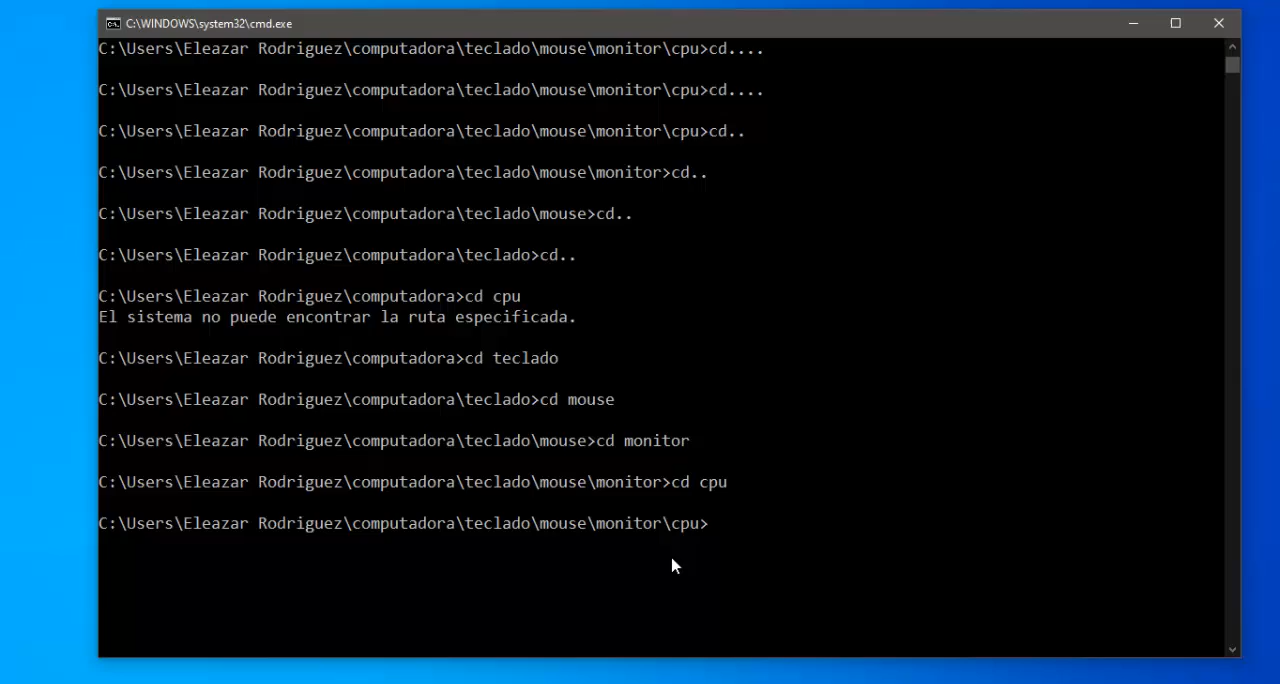 C:\WINDOWS\system32\cmd.exe
C:\Users\Eleazar Rodriguez\computadora\teclado\mouse\monitor\cpu>cd....
C:\Users\Eleazar Rodriguez\computadora\teclado\mouse\monitor\cpu>cd....
C:\Users\Eleazar Rodriguez\computadora\teclado\mouse\monitor\cpu>cd..
C:\Users\Eleazar Rodriguez\computadora\teclado\mouse\monitor>cd..
C:\Users\Eleazar Rodriguez\computadora\teclado\mouse>cd..
C:\Users\Eleazar Rodriguez\computadora\teclado>cd..
C:\Users\Eleazar Rodriguez\computadora>cd cpu
El sistema no puede encontrar la ruta especificada.
C:\Users\Eleazar Rodriguez\computadora>cd teclado
C:\Users\Eleazar Rodriguez\computadora\teclado>cd mouse
C:\Users\Eleazar Rodriguez\computadora\teclado\mouse>cd monitor
C:\Users\Eleazar Rodriguez\computadora\teclado\mouse\monitor>cd cpu
C:\Users\Eleazar Rodriguez\computadora\teclado\mouse\monitor\cpu>